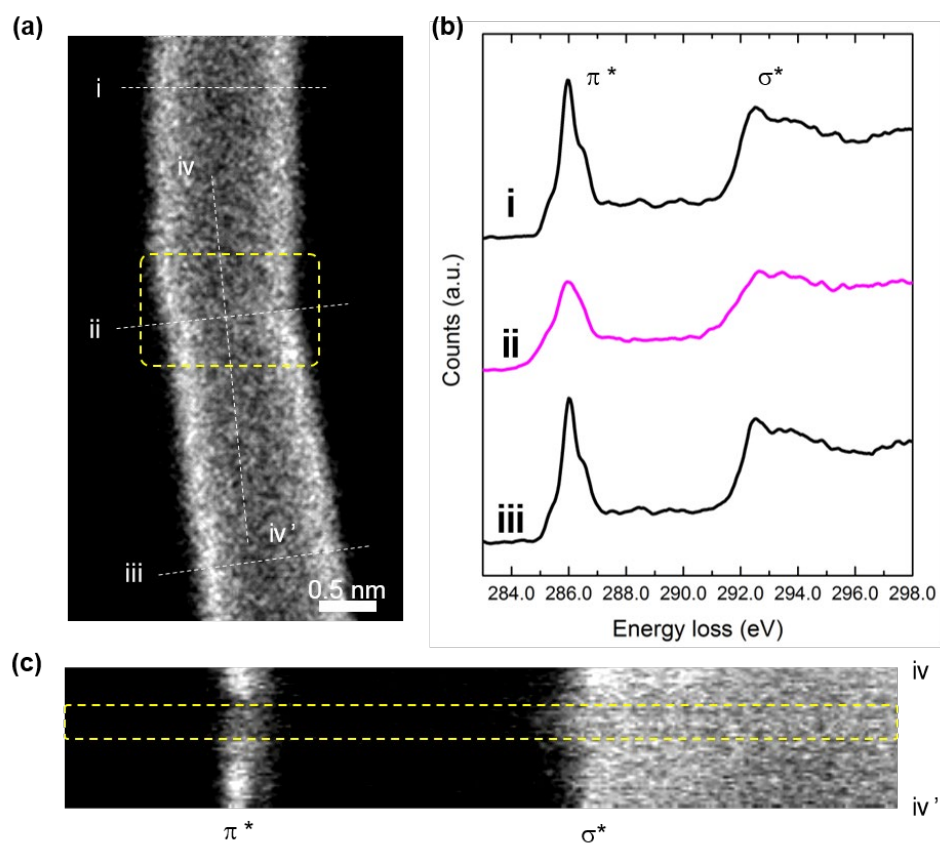 (a)
i
iv
ii
iv'
iii
0.5 nm
(b)
π*
σ*
i
ii
iii
Counts (a.u.)
284.0 286.0 288.0 290.0 292.0 294.0 296.0 298.0
Energy loss (eV)
(c)
iv
iv'
π*
σ*